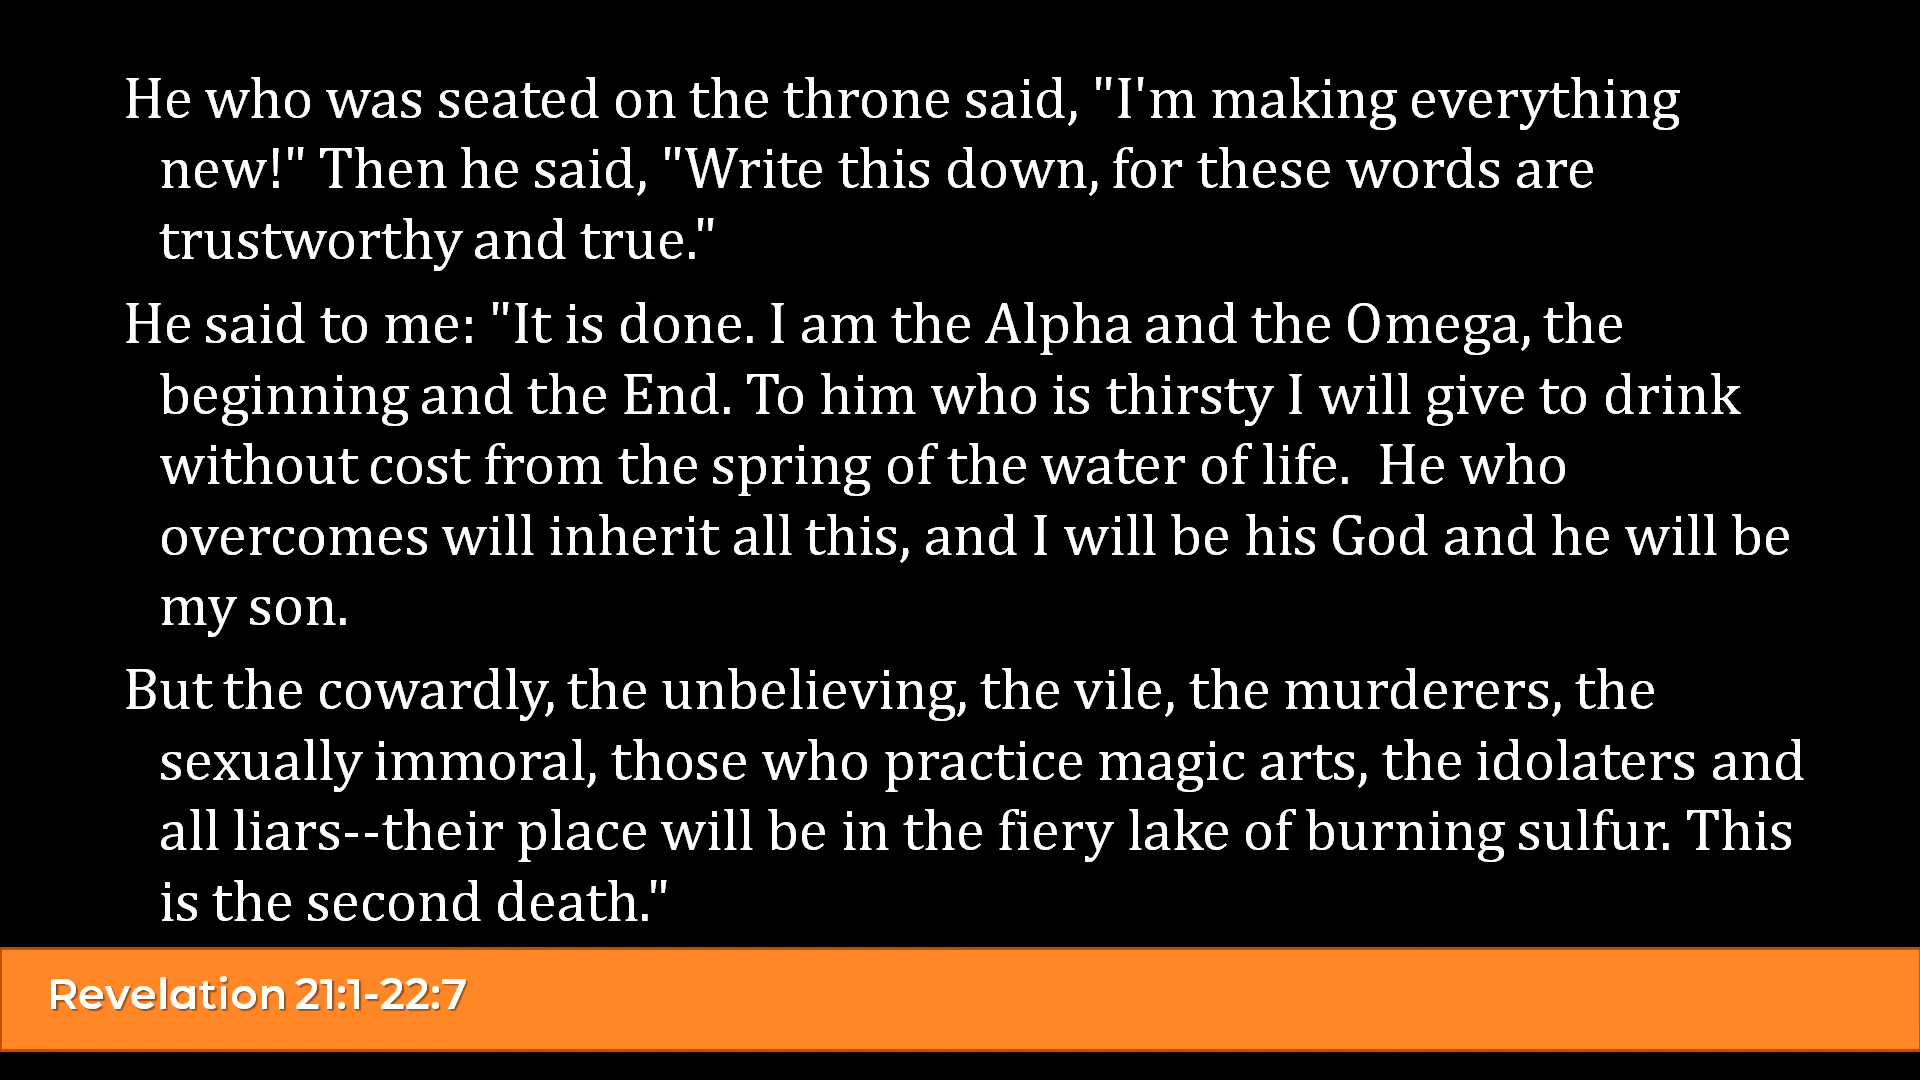 He who was seated on the throne said, "I'm making everything
new!" Then he said, "Write this down, for these words are
trustworthy and true."
He said to me: "It is done. I am the Alpha and the Omega, the
beginning and the End. To him who is thirsty I will give to drink
without cost from the spring of the water of life.  He who
overcomes will inherit all this, and I will be his God and he will be
my son.
But the cowardly, the unbelieving, the vile, the murderers, the
sexually immoral, those who practice magic arts, the idolaters and
all liars--their place will be in the fiery lake of burning sulfur. This
is the second death."
Revelation 21:1-22:7